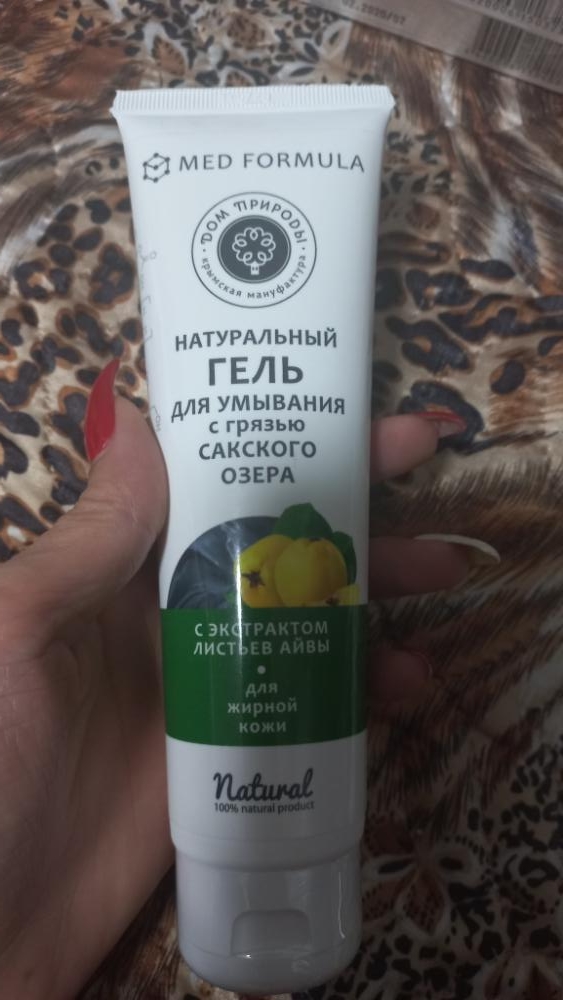 MED FORMULA
ДОМ ПРИРОДЫ
крымская мануфактура
НАТУРАЛЬНЫЙ
ГЕЛЬ
ДЛЯ УМЫВАНИЯ
с грязью
САКСКОГО
ОЗЕРА
С ЭКСТРАКТОМ
ЛИСТЬЕВ АЙВЫ
для
жирной
кожи
Natural
100% natural product